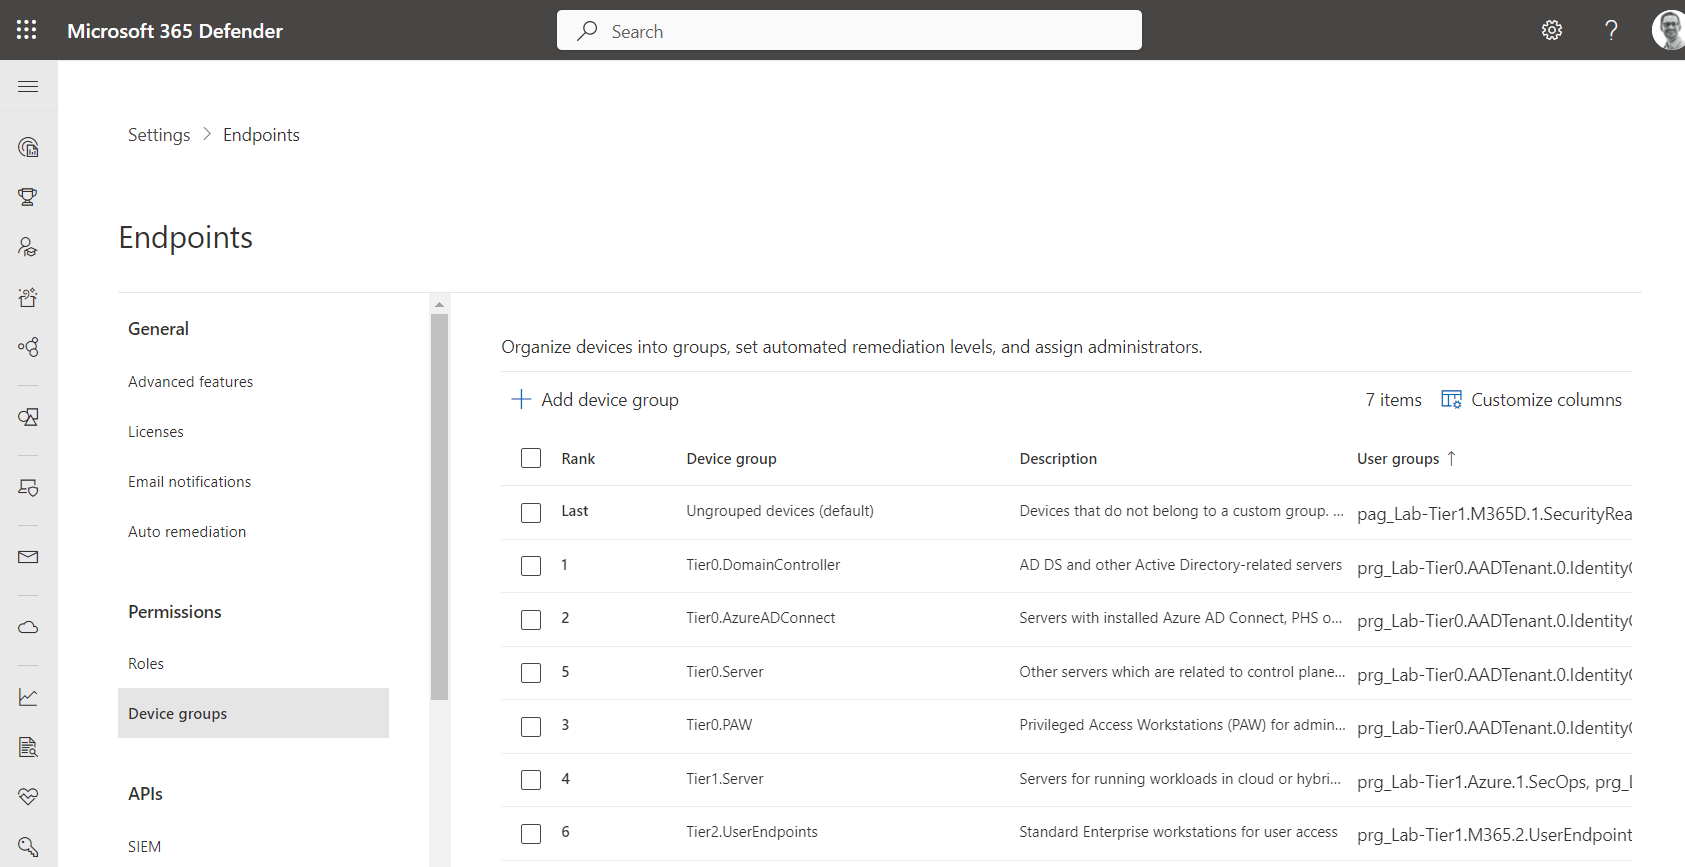 Microsoft 365 Defender
Search
Settings > Endpoints
Endpoints
General
Advanced features
Licenses
Email notifications
Auto remediation
Permissions
Roles
Device groups
APIs
SIEM
Organize devices into groups, set automated remediation levels, and assign administrators.
+ Add device group 7 items Customize columns
Rank Device group Description User groups ↑
Last Ungrouped devices (default) Devices that do not belong to a custom group. ... pag_Lab-Tier1.M365D.1.SecurityRea
1 Tier0.DomainController AD DS and other Active Directory-related servers prg_Lab-Tier0.AADTenant.0.Identity
2 Tier0.AzureADConnect Servers with installed Azure AD Connect, PHS o... prg_Lab-Tier0.AADTenant.0.Identity
5 Tier0.Server Other servers which are related to control plane... prg_Lab-Tier0.AADTenant.0.Identity
3 Tier0.PAW Privileged Access Workstations (PAW) for admin... prg_Lab-Tier0.AADTenant.0.Identity
4 Tier1.Server Servers for running workloads in cloud or hybri... prg_Lab-Tier1.Azure.1.SecOps, prg_L
6 Tier2.UserEndpoints Standard Enterprise workstations for user access prg_Lab-Tier1.M365.2.UserEndpoint